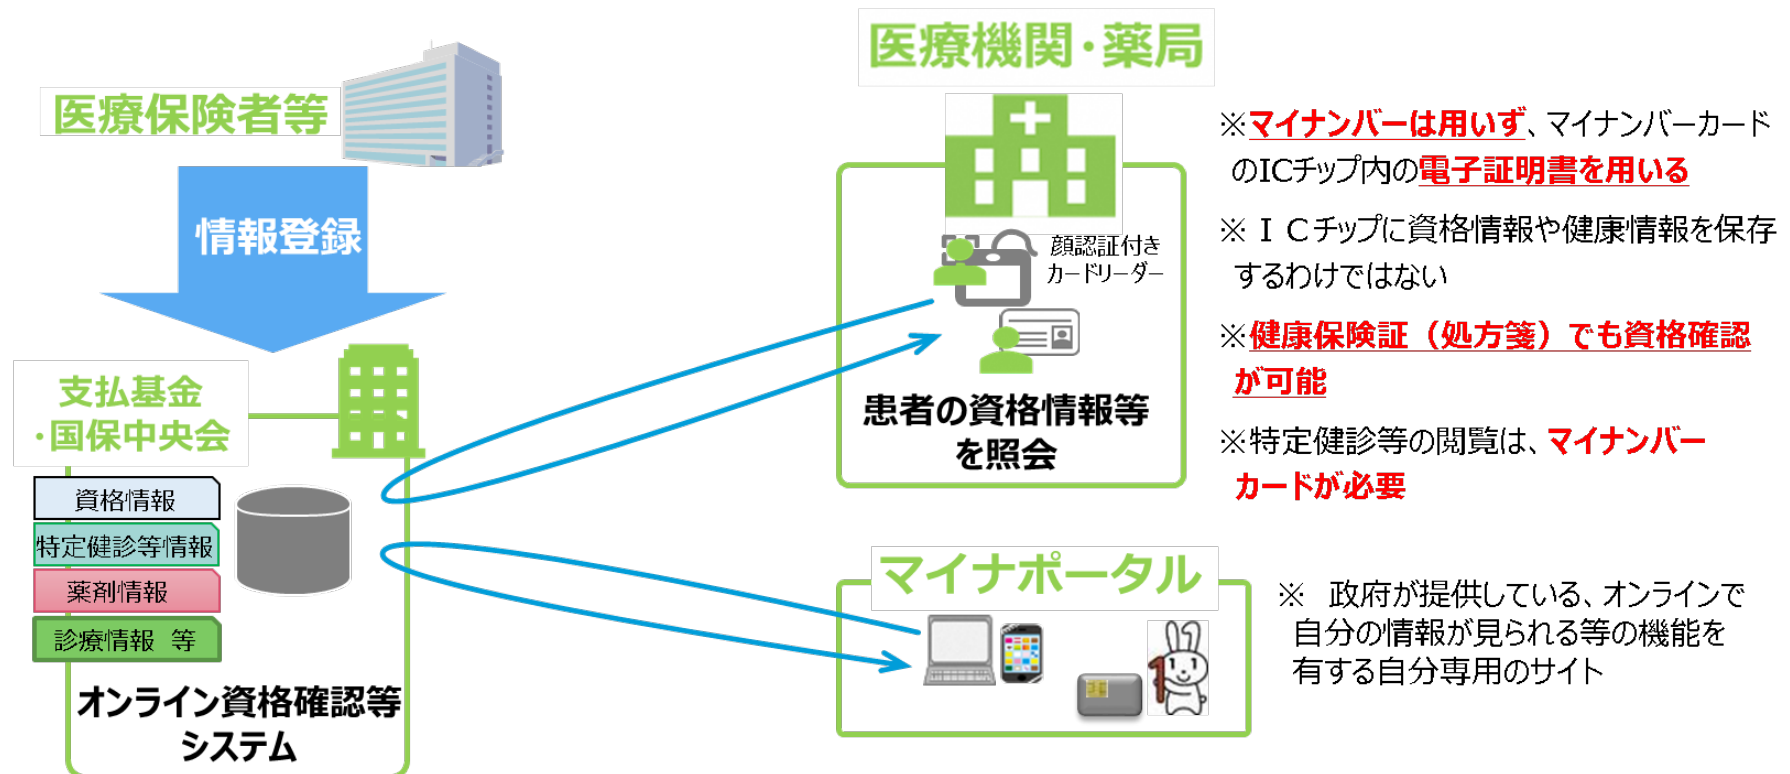 医療保険者等
情報登録
支払基金
・国保中央会
資格情報
特定健診等情報
薬剤情報
診療情報 等
オンライン資格確認等
システム
医療機関・薬局
顔認証付き
カードリーダー
患者の資格情報等
を照会
マイナポータル
※マイナンバーは用いず、マイナンバーカード
のICチップ内の電子証明書を用いる
※ＩＣチップに資格情報や健康情報を保存
するわけではない
※健康保険証（処方箋）でも資格確認
が可能
※特定健診等の閲覧は、マイナンバー
カードが必要
※ 政府が提供している、オンラインで
自分の情報が見られる等の機能を
有する自分専用のサイト